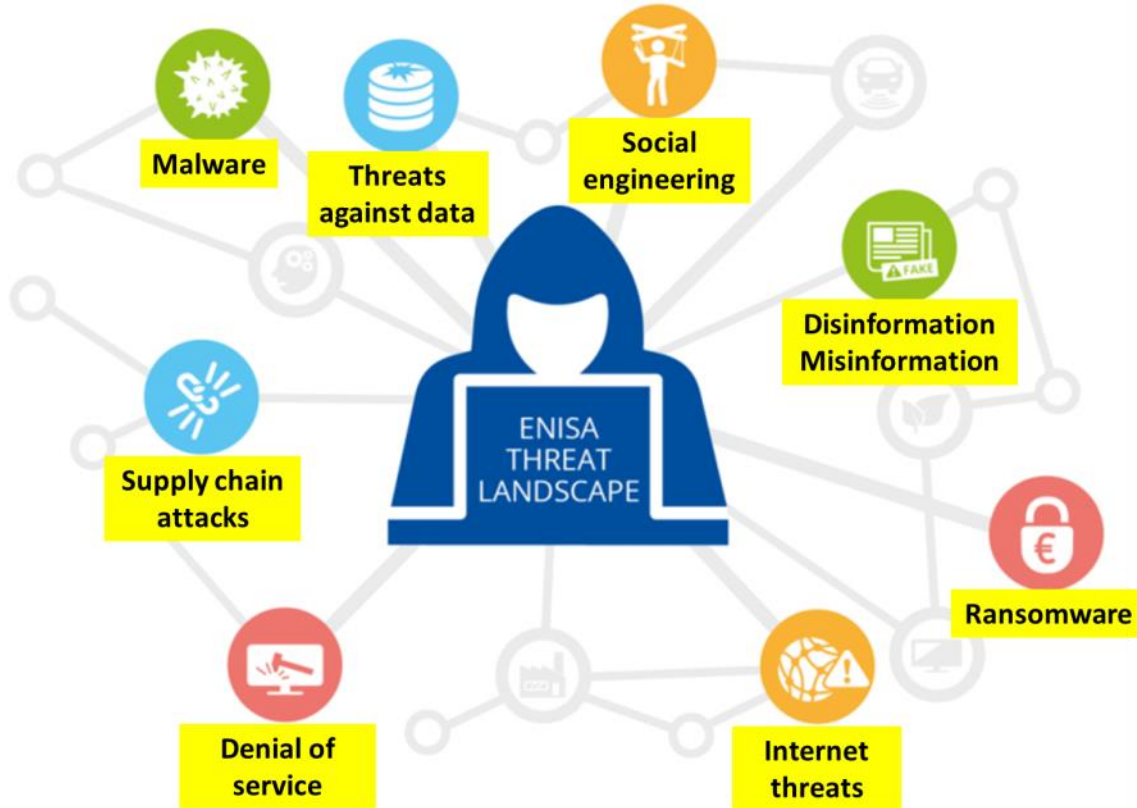 Malware
Threats
against data
Social
engineering
FAKE
Disinformation
Misinformation
ENISA
THREAT
LANDSCAPE
Supply chain
attacks
€
Ransomware
Denial of
service
!
Internet
threats